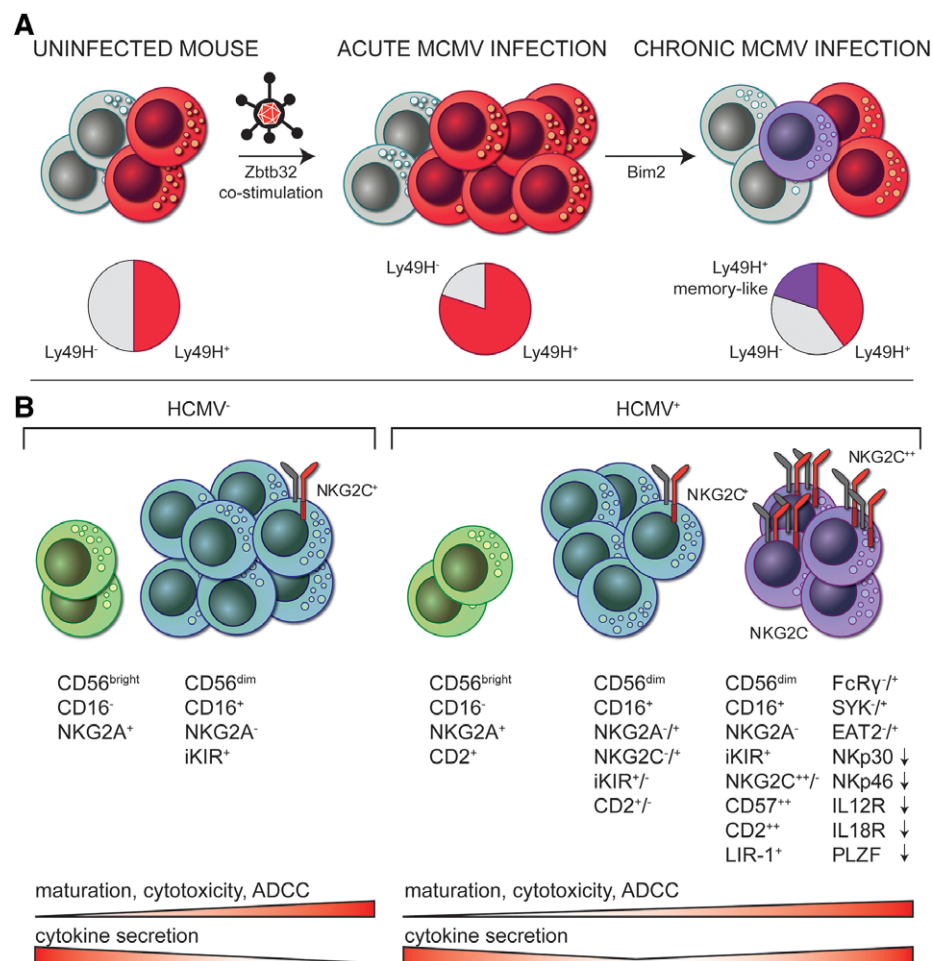 A
UNINFECTED MOUSE
ACUTE MCMV INFECTION
CHRONIC MCMV INFECTION
Zbtb32
co-stimulation
Bim2
Ly49H⁻
Ly49H⁺
Ly49H⁻
Ly49H⁺
Ly49H⁺
memory-like
Ly49H⁻
Ly49H⁺
B
HCMV⁻
HCMV⁺
NKG2C⁺
NKG2C⁺
NKG2C⁺⁺
NKG2C
CD56ᵇʳⁱᵍʰᵗ
CD16⁻
NKG2A⁺
CD56ᵈⁱᵐ
CD16⁺
NKG2A⁻
iKIR⁺
CD56ᵇʳⁱᵍʰᵗ
CD16⁻
NKG2A⁺
CD2⁺
CD56ᵈⁱᵐ
CD16⁺
NKG2A⁻/⁺
NKG2C⁻/⁺
iKIR⁺/⁻
CD2⁺/⁻
CD56ᵈⁱᵐ
CD16⁺
NKG2A⁻
iKIR⁺
NKG2C⁺⁺/⁻
CD57⁺⁺
CD2⁺⁺
LIR-1⁺
FcRγ⁻/⁺
SYK⁻/⁺
EAT2⁻/⁺
NKp30 ↓
NKp46 ↓
IL12R ↓
IL18R ↓
PLZF ↓
maturation, cytotoxicity, ADCC
cytokine secretion
maturation, cytotoxicity, ADCC
cytokine secretion